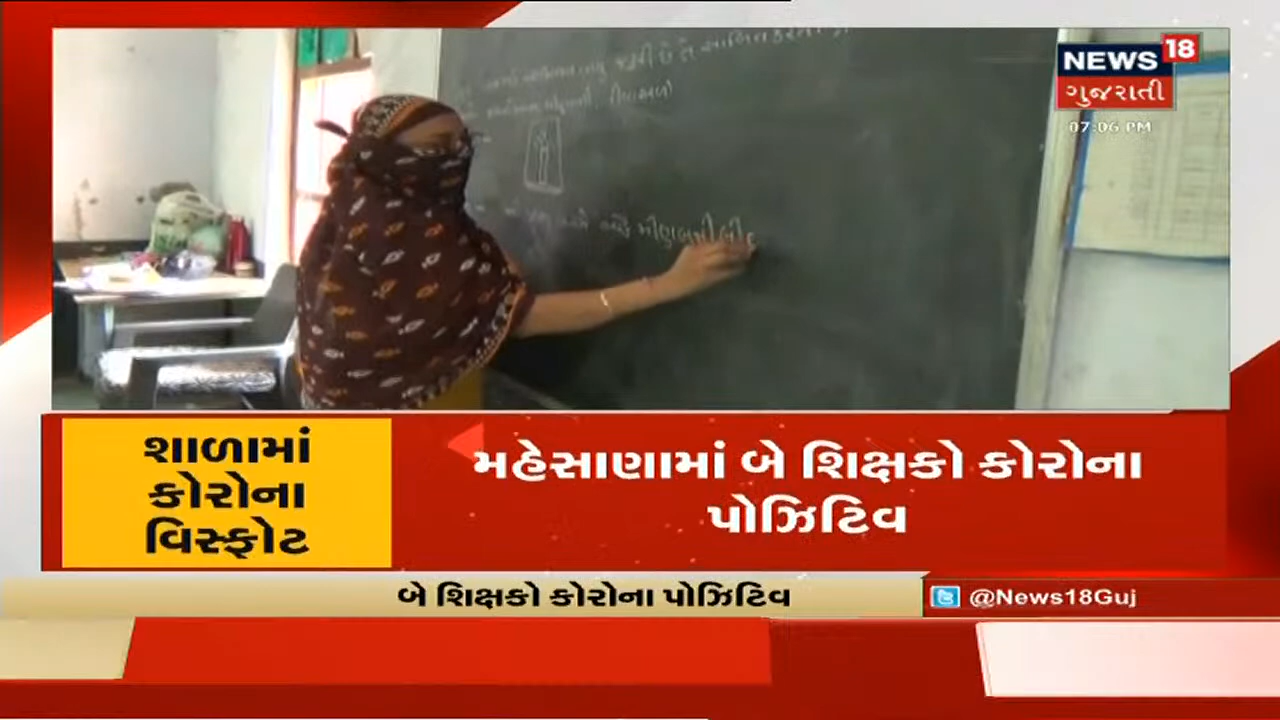 NEWS 18
ગુજરાતી
07:06 PM
શાળામાં
કોરોના
વિસ્ફોટ
મહેસાણામાં બે શિક્ષકો કોરોના
પોઝિટિવ
બે શિક્ષકો કોરોના પોઝિટિવ
@News18Guj